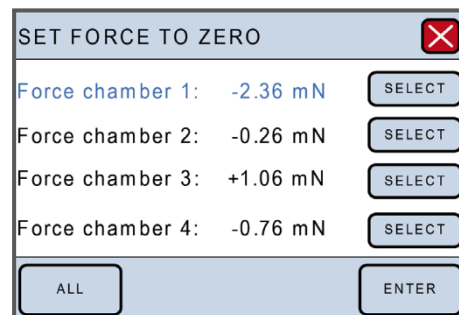 SET FORCE TO ZERO
Force chamber 1: -2.36 mN SELECT
Force chamber 2: -0.26 mN SELECT
Force chamber 3: +1.06 mN SELECT
Force chamber 4: -0.76 mN SELECT
ALL ENTER